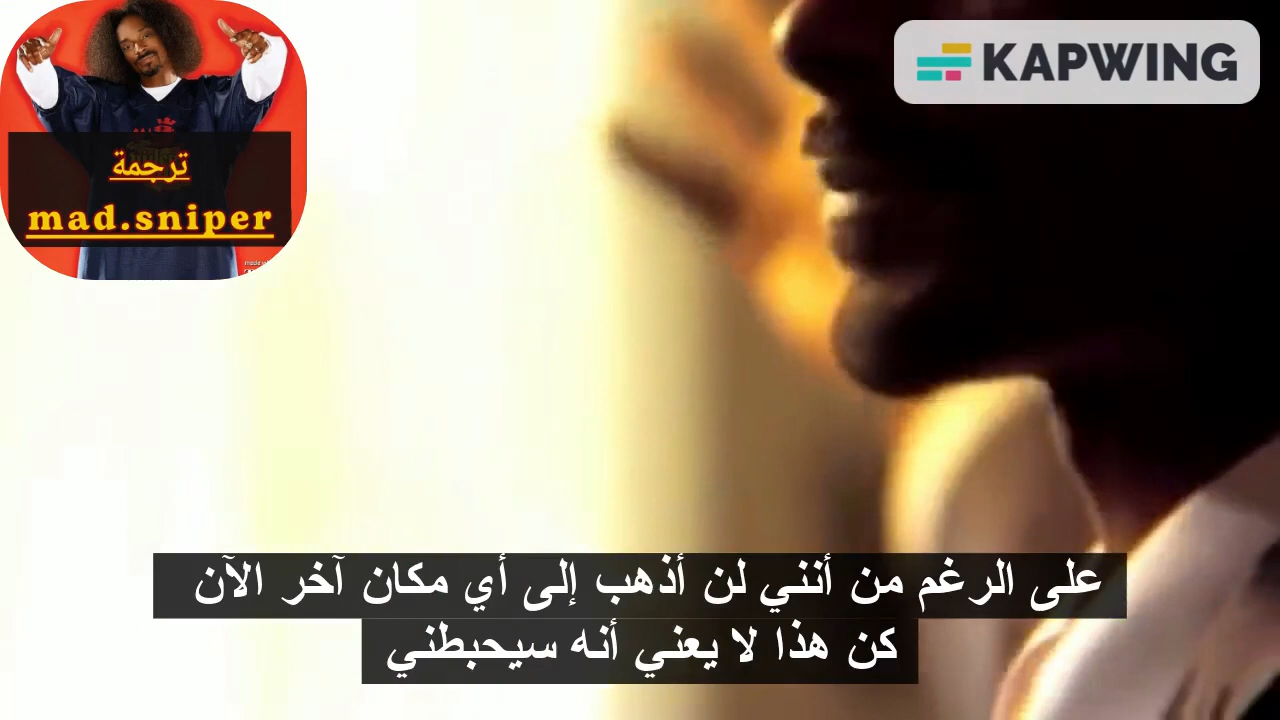 KAPWING
ترجمة
mad.sniper
على الرغم من أنني لن أذهب إلى أي مكان آخر الآن
كن هذا لا يعني أنه سيحبطني